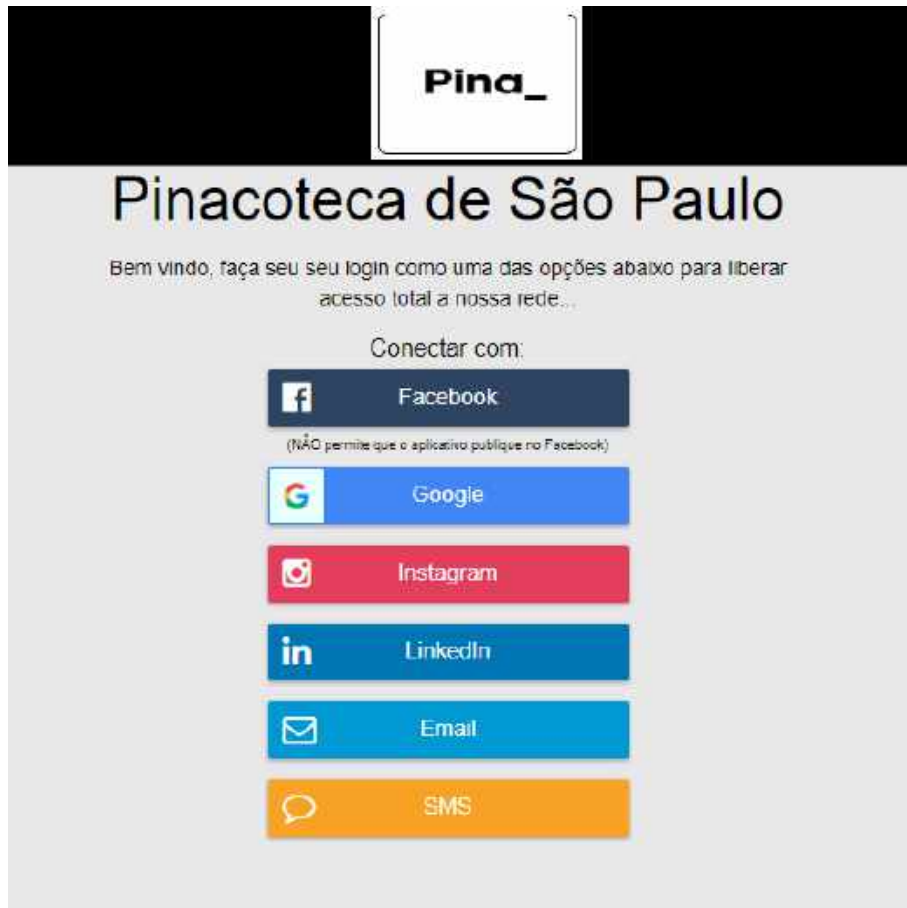 Pina_
Pinacoteca de São Paulo
Bem vindo, faça seu seu login como uma das opções abaixo para liberar
acesso total a nossa rede...
Conectar com:
Facebook
(NÃO permite que o aplicativo publique no Facebook)
Google
Instagram
LinkedIn
Email
SMS